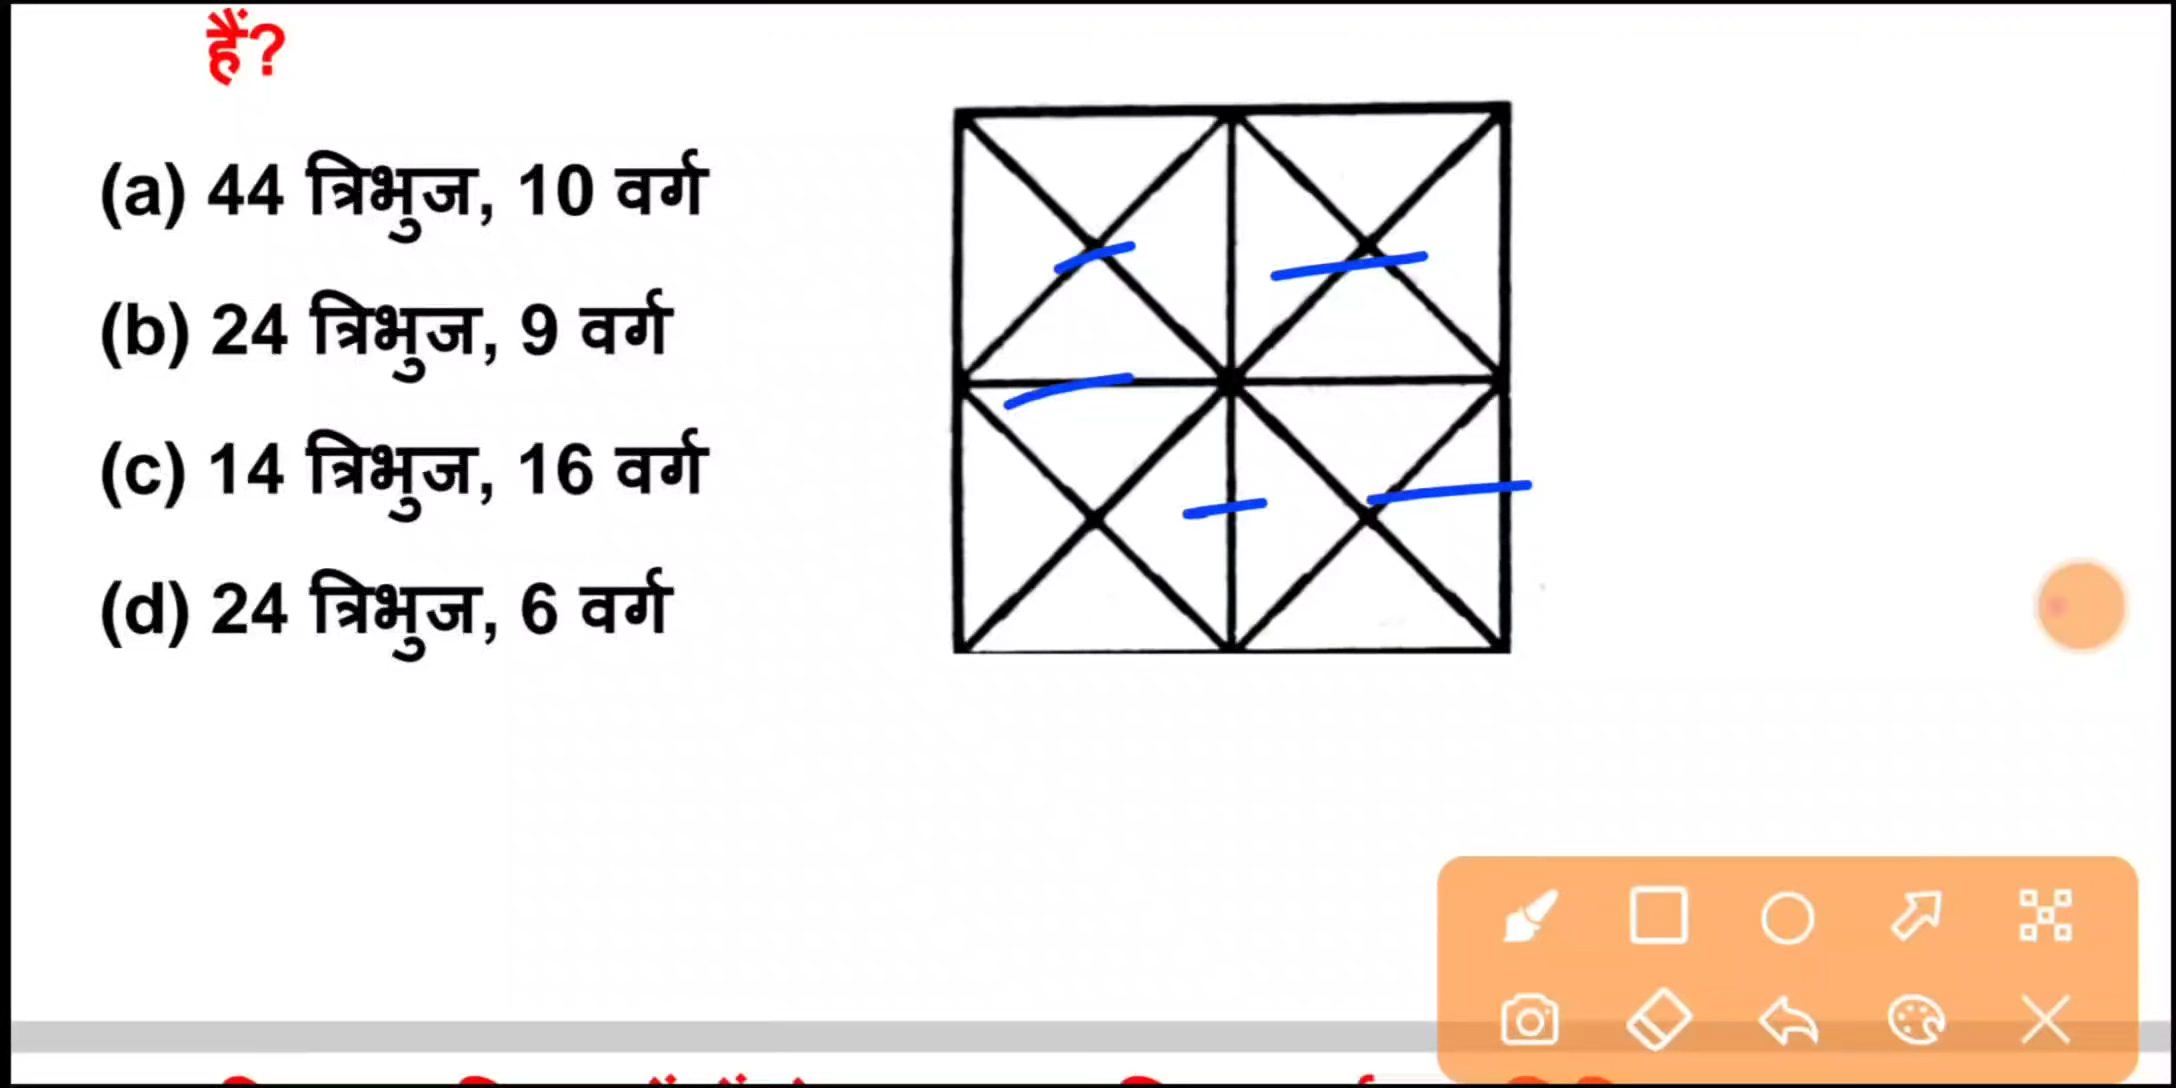 हैं?
(a) 44 त्रिभुज, 10 वर्ग
(b) 24 त्रिभुज, 9 वर्ग
(c) 14 त्रिभुज, 16 वर्ग
(d) 24 त्रिभुज, 6 वर्ग